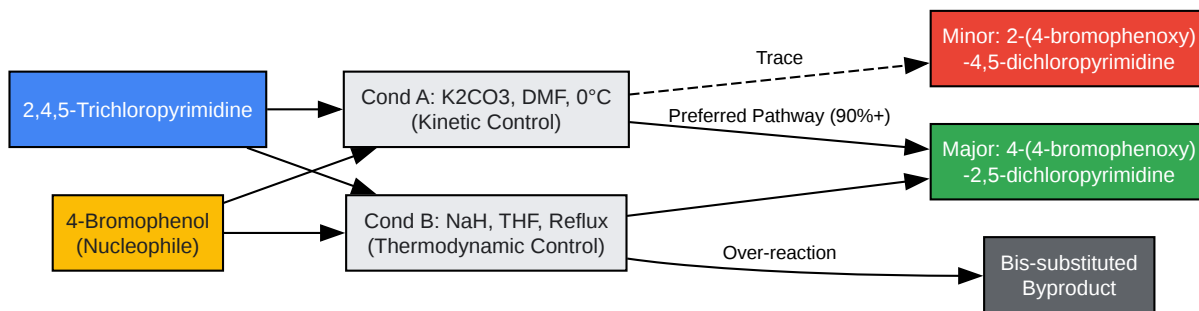 2,4,5-Trichloropyrimidine
4-Bromophenol
(Nucleophile)
Cond A: K2CO3, DMF, 0°C
(Kinetic Control)
Cond B: NaH, THF, Reflux
(Thermodynamic Control)
Trace
Preferred Pathway (90%+)
Over-reaction
Minor: 2-(4-bromophenoxy)
-4,5-dichloropyrimidine
Major: 4-(4-bromophenoxy)
-2,5-dichloropyrimidine
Bis-substituted
Byproduct